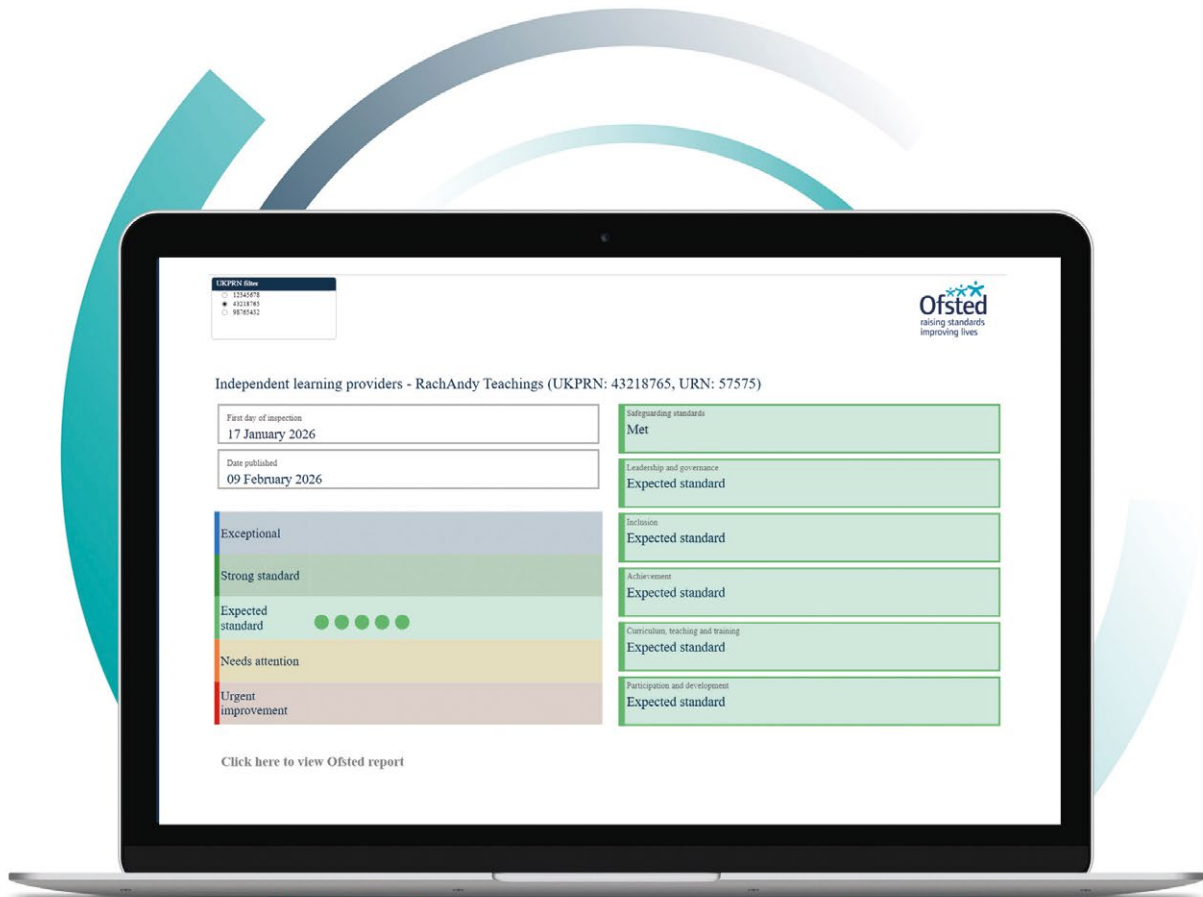 UKPRN filter
12345678
43218765
98765432
Ofsted
raising standards
improving lives
Independent learning providers - RachAndy Teachings (UKPRN: 43218765, URN: 57575)
First day of inspection
17 January 2026
Date published
09 February 2026
Exceptional
Strong standard
Expected
standard
Needs attention
Urgent
improvement
Safeguarding standards
Met
Leadership and governance
Expected standard
Inclusion
Expected standard
Achievement
Expected standard
Curriculum, teaching and training
Expected standard
Participation and development
Expected standard
Click here to view Ofsted report